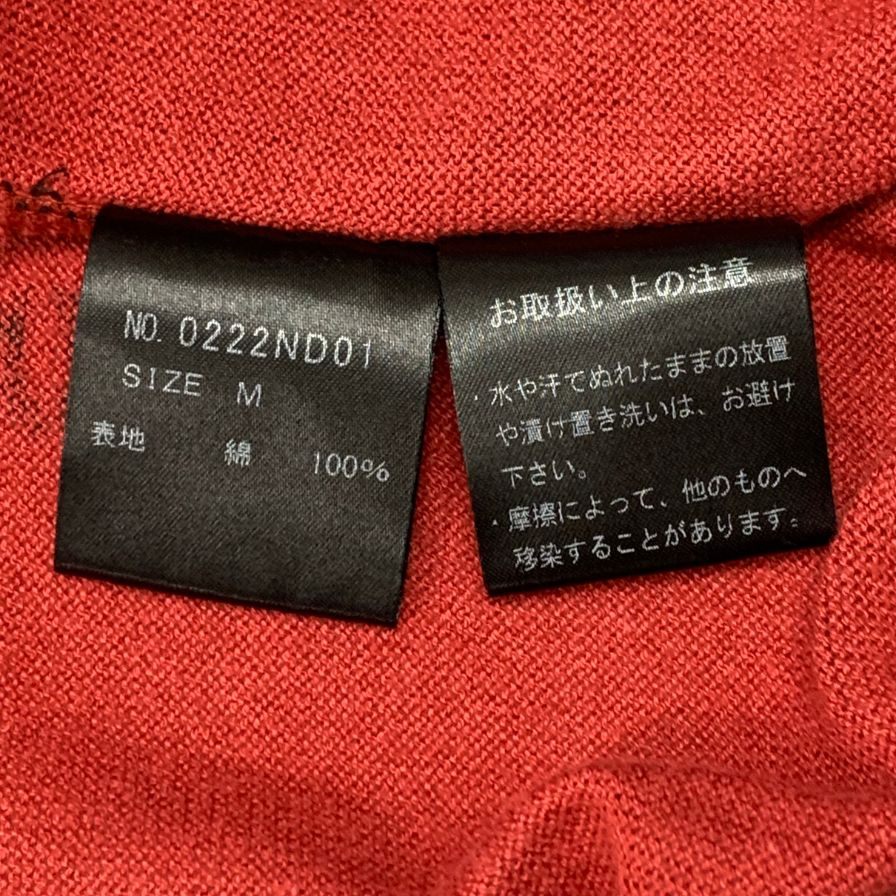 NO. 0222ND01
SIZE M
表地 綿 100%
お取扱い上の注意
・水や汗でぬれたままの放置
や漬け置き洗いは、お避け
下さい。
・摩擦によって、他のものへ
移染することがあります。